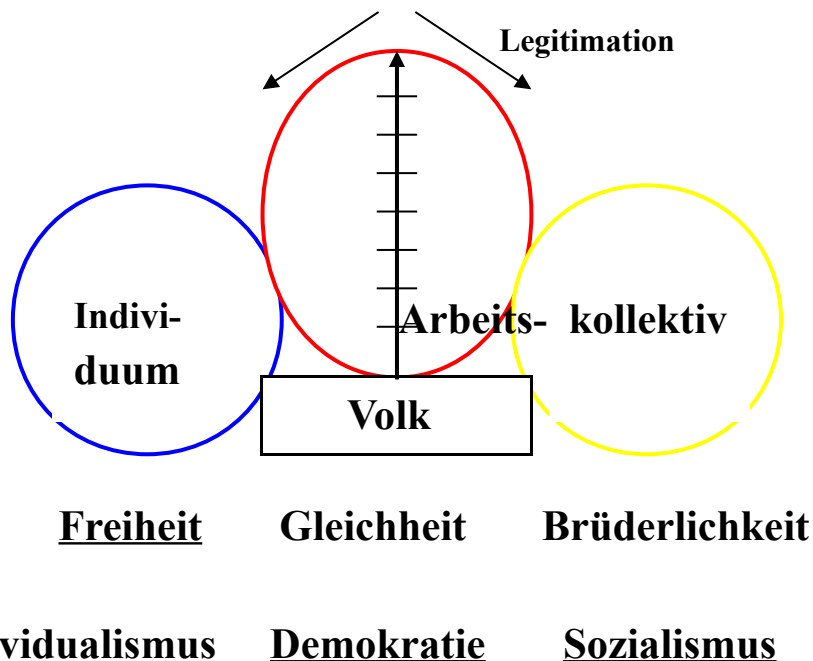 Legitimation
Indivi-
duum
Arbeits- kollektiv
Volk
Freiheit Gleichheit Brüderlichkeit
vidualismus Demokratie Sozialismus